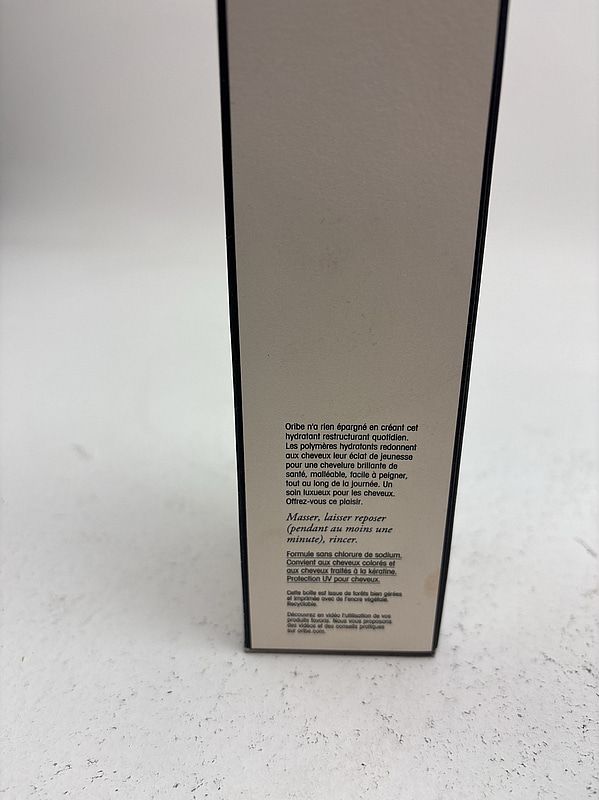 Oribe n'a rien épargné en créant cet
hydratant restructurant quotidien.
Les polymères hydratants redonnent
aux cheveux leur éclat de jeunesse
pour une chevelure brillante de
santé, malléable, facile à peigner,
tout au long de la journée. Un
soin luxueux pour les cheveux.
Offrez-vous ce plaisir.
Masser, laisser reposer
(pendant au moins une
minute), rincer.
Formule sans chlorure de sodium.
Convient aux cheveux colorés et
aux cheveux traités à la kératine.
Protection UV pour cheveux.
Cette boîte est issue de forêts bien gérées
et imprimée avec de l'encre végétale.
Recyclable.
Découvrez en vidéo l'utilisation de vos
produits favoris. Nous vous proposons
des vidéos et des conseils pratiques
sur oribe.com.